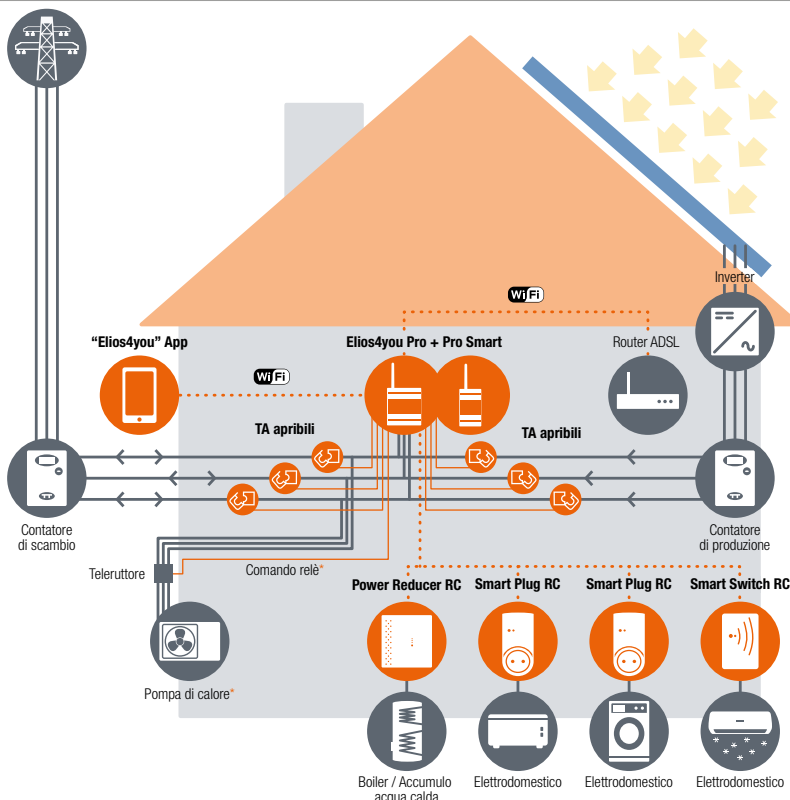 Inverter
WiFi
"Elios4you" App
Elios4you Pro + Pro Smart
Router ADSL
WiFi
TA apribili
TA apribili
Contatore
di scambio
Contatore
di produzione
Teleruttore
Comando relè*
Power Reducer RC
Smart Plug RC
Smart Plug RC
Smart Switch RC
Pompa di calore*
Boiler / Accumulo
acqua calda
Elettrodomestico
Elettrodomestico
Elettrodomestico